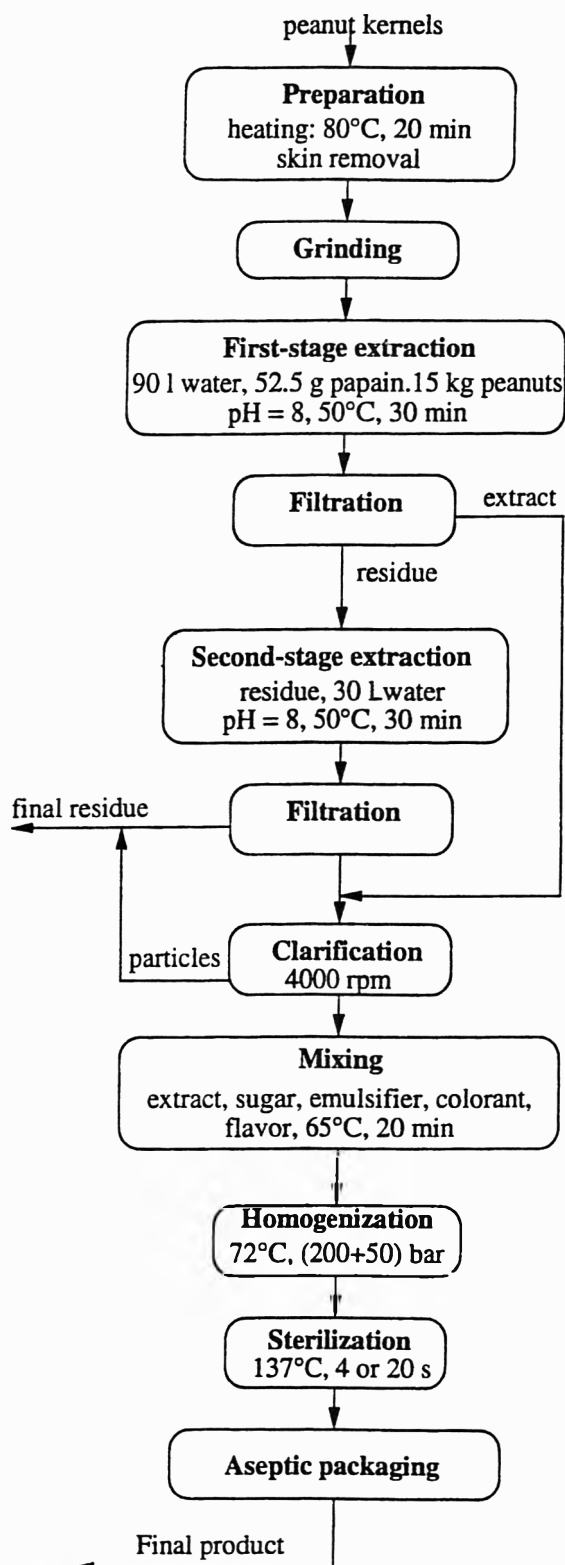 peanut kernels
Preparation
heating: 80°C, 20 min
skin removal
Grinding
First-stage extraction
90 l water, 52.5 g papain.15 kg peanuts
pH = 8, 50°C, 30 min
Filtration
extract
residue
Second-stage extraction
residue, 30 Lwater
pH = 8, 50°C, 30 min
final residue
Filtration
particles
Clarification
4000 rpm
Mixing
extract, sugar, emulsifier, colorant,
flavor, 65°C, 20 min
Homogenization
72°C, (200+50) bar
Sterilization
137°C, 4 or 20 s
Aseptic packaging
Final product